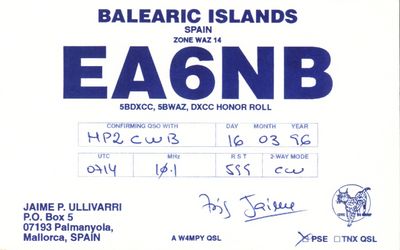 BALEARIC ISLANDS
SPAIN
ZONE WAZ 14
EA6NB
5BDXCC, 5BWAZ, DXCC HONOR ROLL
CONFIRMING QSO WITH DAY MONTH YEAR
HP2CWB 16 03 96
UTC MHz RST 2-WAY MODE
0714 10.1 599 CW
73's Jaime
JAIME P. ULLIVARRI
P.O. Box 5
07193 Palmanyola,
Mallorca, SPAIN
A W4MPY QSL
PSE TNX QSL